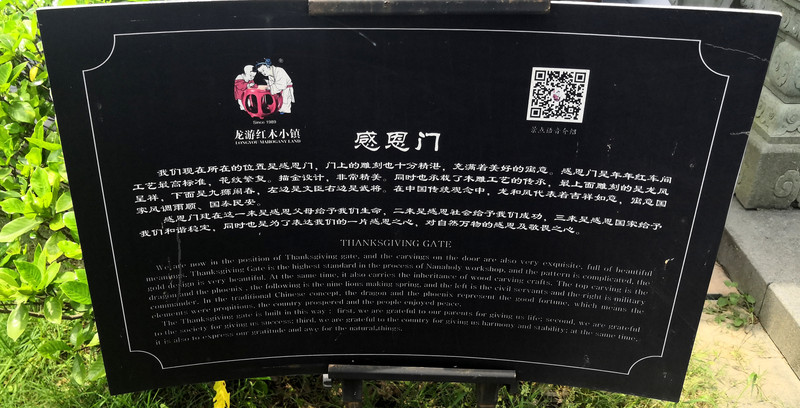 Since 1989
龙游红木小镇
LONGYOU MAHOGANY LAND
景点语音介绍
感恩门
我们现在所在的位置是感恩门，门上的雕刻也十分精湛，充满着美好的寓意。感恩门是年年红车间
工艺最高标准，花纹繁复。描金设计，非常精美。同时也承载了木雕工艺的传承，最上面雕刻的是龙凤
呈祥，下面是九狮闹春，左边是文臣右边是武将。在中国传统观念中，龙和凤代表着吉祥如意，寓意国
家风调雨顺、国泰民安。
感恩门建在这一来是感恩父母给予我们生命，二来是感恩社会给予我们成功，三来是感恩国家给予
我们和谐稳定，同时也是为了表达我们的一片感恩之心，对自然万物的感恩及敬畏之心。
THANKSGIVING GATE
We are now in the position of Thanksgiving gate, and the carvings on the door are also very exquisite, full of beautiful
meanings. Thanksgiving Gate is the highest standard in the process of Nanahody workshop, and the pattern is complicated, the
gold design is very beautiful. At the same time, it also carries the inheritance of wood carving crafts. The top carving is the
dragon and the phoenix , the following is the nine lions making spring, and the left is the civil servants and the right is military
commander. In the traditional Chinese concept, the dragon and the phoenix represent the good fortune, which means the
elements were propitious, the country prospered and the people enjoyed peace.
The Thanksgiving gate is built in this way : first, we are grateful to our parents for giving us life; second, we are grateful
to the society for giving us success; third, we are grateful to the country for giving us harmony and stability; at the same time,
it is also to express our gratitude and awe for the natural things.